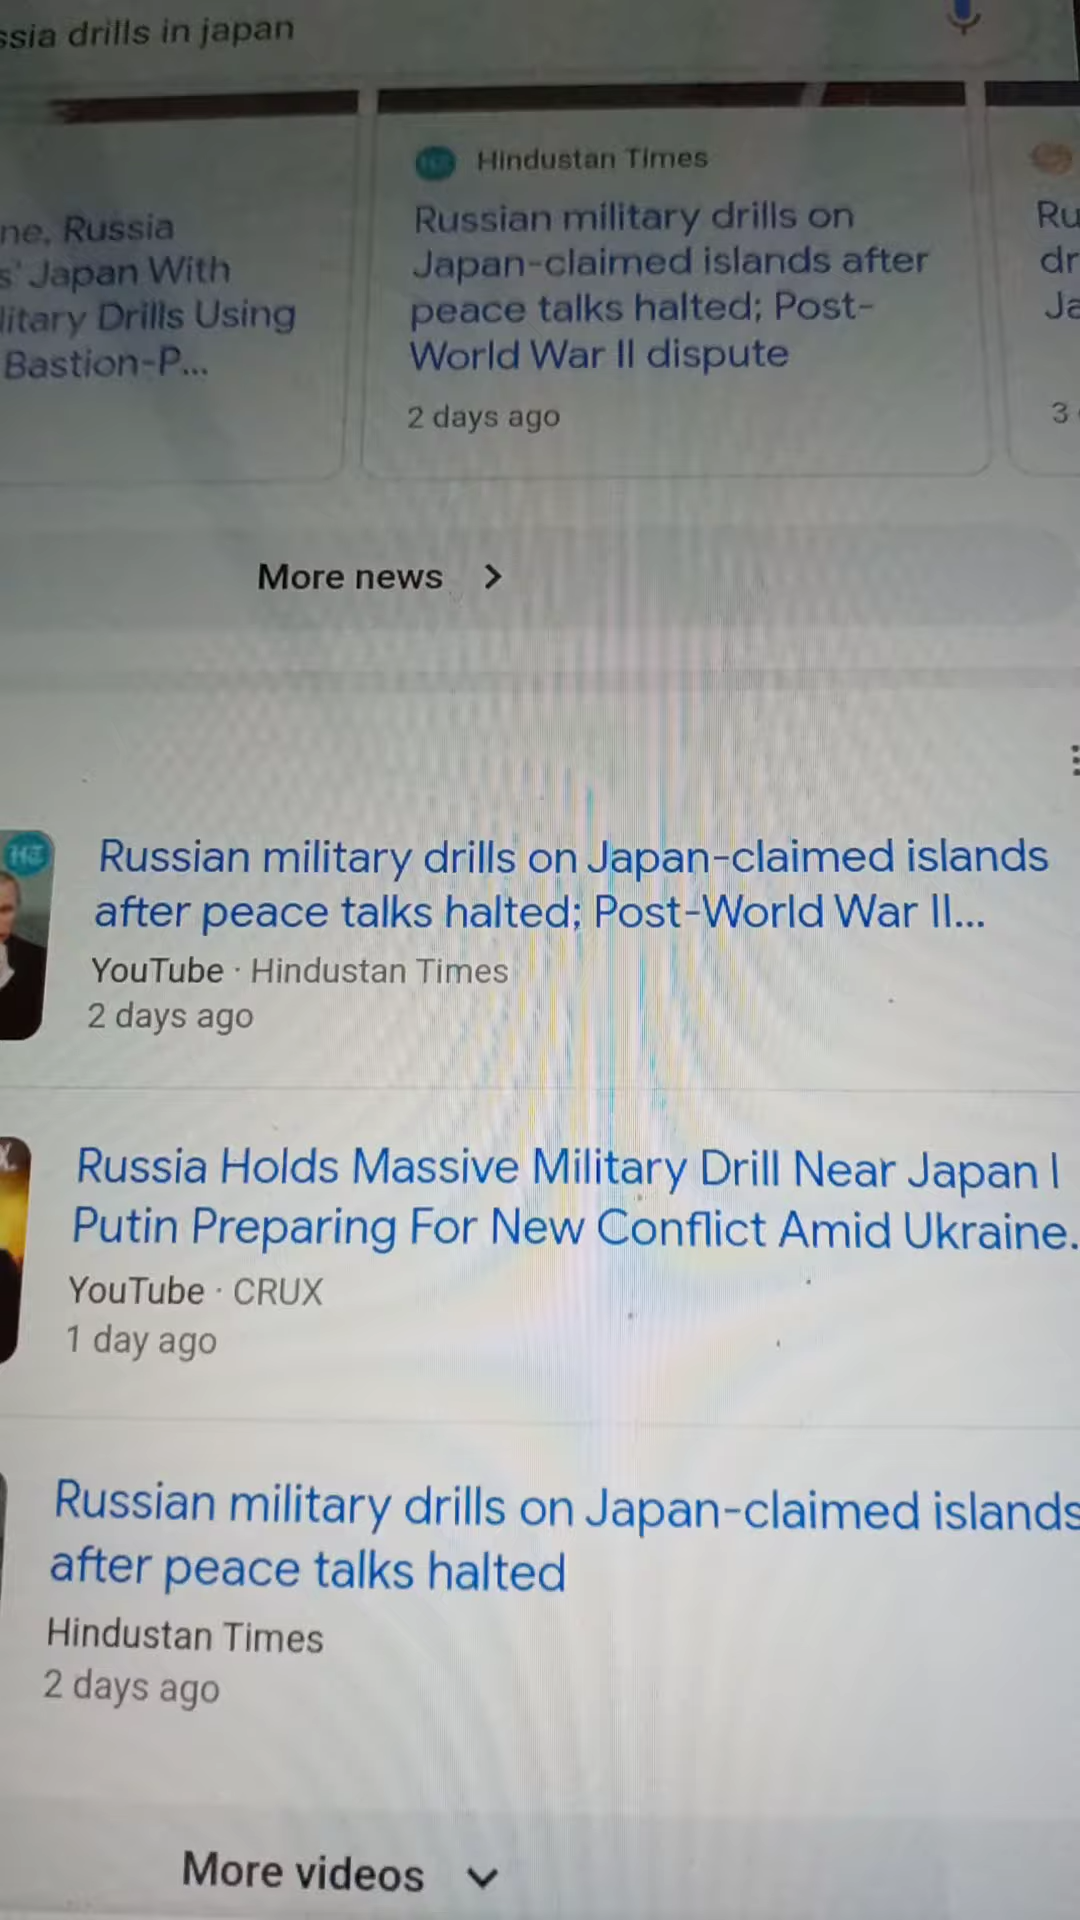 ssia drills in japan
ne, Russia
s' Japan With
litary Drills Using
Bastion-P...
Hindustan Times
Russian military drills on
Japan-claimed islands after
peace talks halted; Post-
World War II dispute
2 days ago
Ru
dr
Ja
3
More news
HT
Russian military drills on Japan-claimed islands
after peace talks halted; Post-World War II...
YouTube · Hindustan Times
2 days ago
Russia Holds Massive Military Drill Near Japan |
Putin Preparing For New Conflict Amid Ukraine.
YouTube · CRUX
1 day ago
Russian military drills on Japan-claimed islands
after peace talks halted
Hindustan Times
2 days ago
More videos